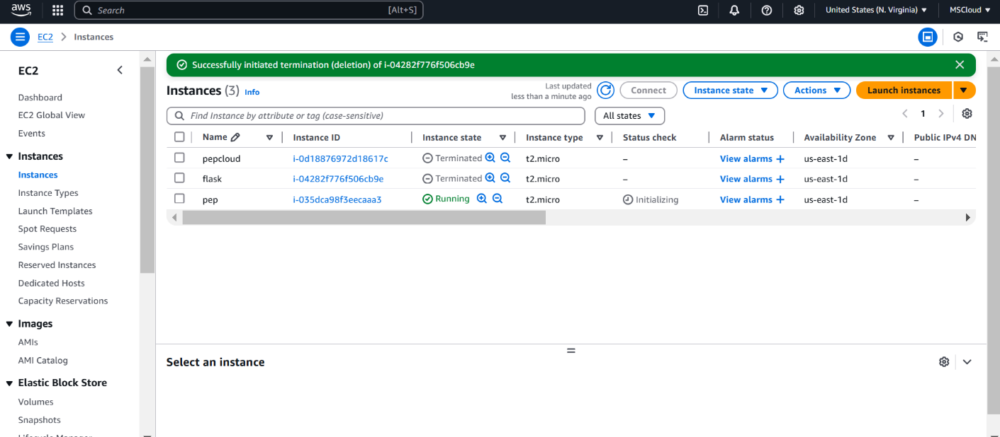 aws
Search [Alt+S]
United States (N. Virginia) MSCloud
EC2 Instances
EC2
Dashboard
EC2 Global View
Events
Instances
Instances
Instance Types
Launch Templates
Spot Requests
Savings Plans
Reserved Instances
Dedicated Hosts
Capacity Reservations
Images
AMIs
AMI Catalog
Elastic Block Store
Volumes
Snapshots
Lifecycle Manager
Successfully initiated termination (deletion) of i-04282f776f506cb9e
Instances (3) Info
Last updated
less than a minute ago
Connect Instance state Actions Launch instances
Find Instance by attribute or tag (case-sensitive) All states 1
Name Instance ID Instance state Instance type Status check Alarm status Availability Zone Public IPv4 DN
pepcloud i-0d18876972d18617c Terminated t2.micro – View alarms + us-east-1d –
flask i-04282f776f506cb9e Terminated t2.micro – View alarms + us-east-1d –
pep i-035dca98f3eecaaa3 Running t2.micro Initializing View alarms + us-east-1d –
Select an instance